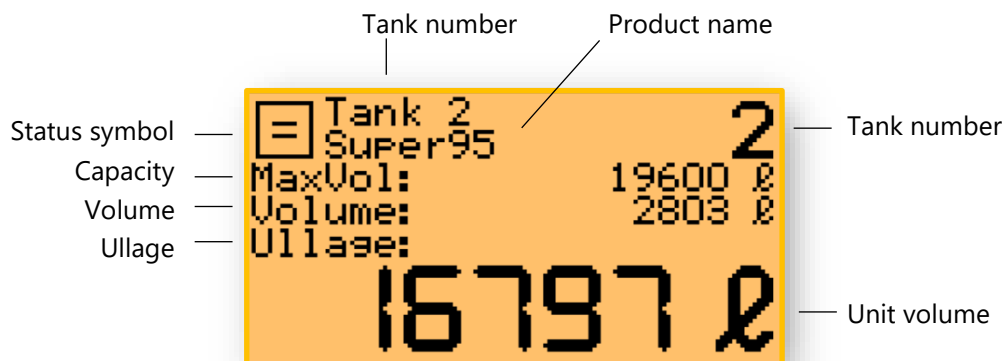 Tank number
Product name
Status symbol
Capacity
Volume
Ullage
= Tank 2
Super95
2
MaxVol: 19600 ℓ
Volume: 2803 ℓ
Ullage:
16797 ℓ
Tank number
Unit volume